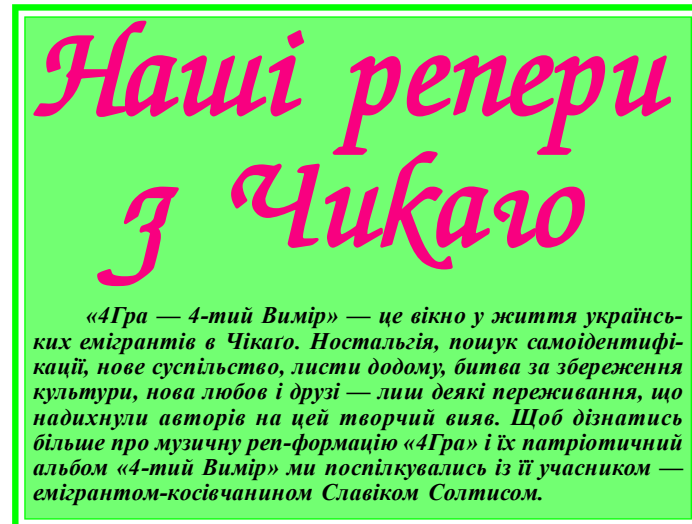 Наші репери
з Чикаго
«4Гра — 4-тий Вимір» — це вікно у життя українсь-
ких емігрантів в Чікаґо. Ностальгія, пошук самоідентифі-
кації, нове суспільство, листи додому, битва за збереження
культури, нова любов і друзі — лиш деякі переживання, що
надихнули авторів на цей творчий вияв. Щоб дізнатись
більше про музичну реп-формацію «4Гра» і їх патріотичний
альбом «4-тий Вимір» ми поспілкувались із її учасником —
емігрантом-косівчанином Славіком Солтисом.